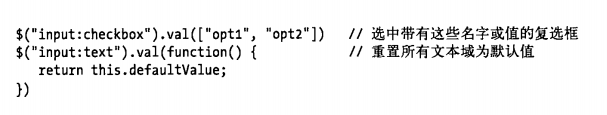 $("input:checkbox").val(["opt1", "opt2"])   // 选中带有这些名字或值的复选框
$("input:text").val(function() {            // 重置所有文本域为默认值
   return this.defaultValue;
})